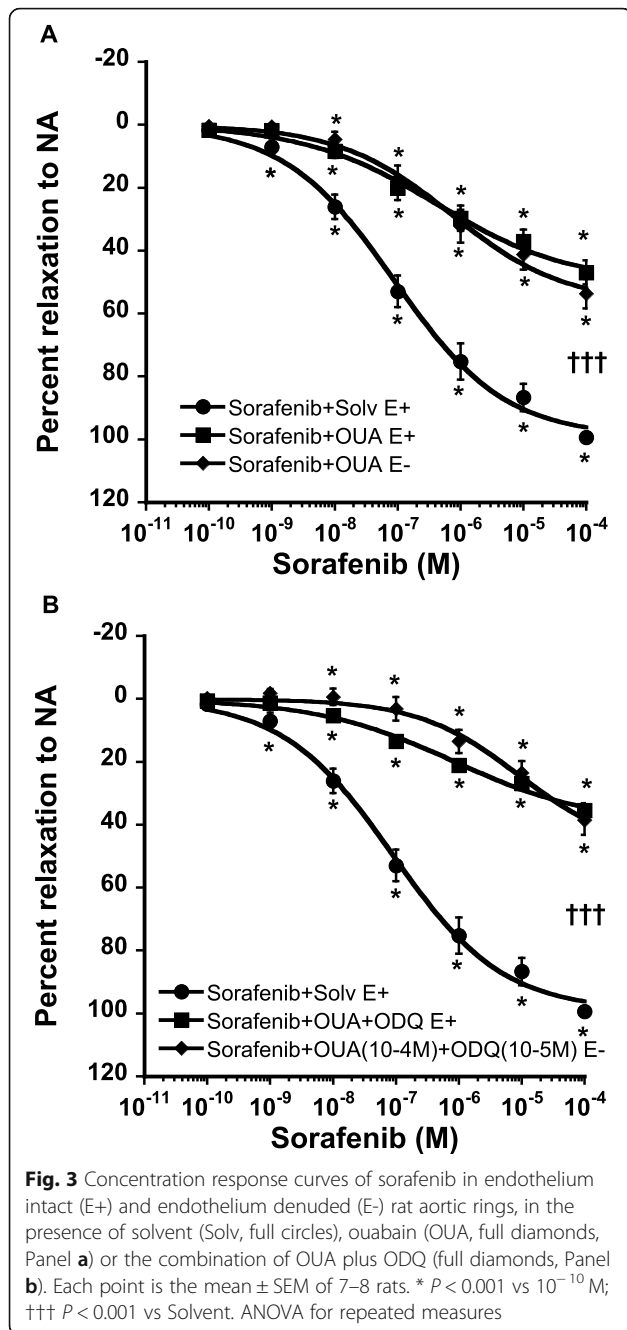 A
-20
0
20
40
60
80
100
120
Percent relaxation to NA
* * * * * *
* * * * * *
* * * * *
†††
Sorafenib+Solv E+
Sorafenib+OUA E+
Sorafenib+OUA E-
10-11 10-10 10-9 10-8 10-7 10-6 10-5 10-4
Sorafenib (M)
B
-20
0
20
40
60
80
100
120
Percent relaxation to NA
* * * * *
* * * * * *
* * * * *
†††
Sorafenib+Solv E+
Sorafenib+OUA+ODQ E+
Sorafenib+OUA(10-4M)+ODQ(10-5M) E-
10-11 10-10 10-9 10-8 10-7 10-6 10-5 10-4
Sorafenib (M)
Fig. 3 Concentration response curves of sorafenib in endothelium
intact (E+) and endothelium denuded (E-) rat aortic rings, in the
presence of solvent (Solv, full circles), ouabain (OUA, full diamonds,
Panel a) or the combination of OUA plus ODQ (full diamonds, Panel
b). Each point is the mean ± SEM of 7–8 rats. * P < 0.001 vs 10− 10 M;
††† P < 0.001 vs Solvent. ANOVA for repeated measures